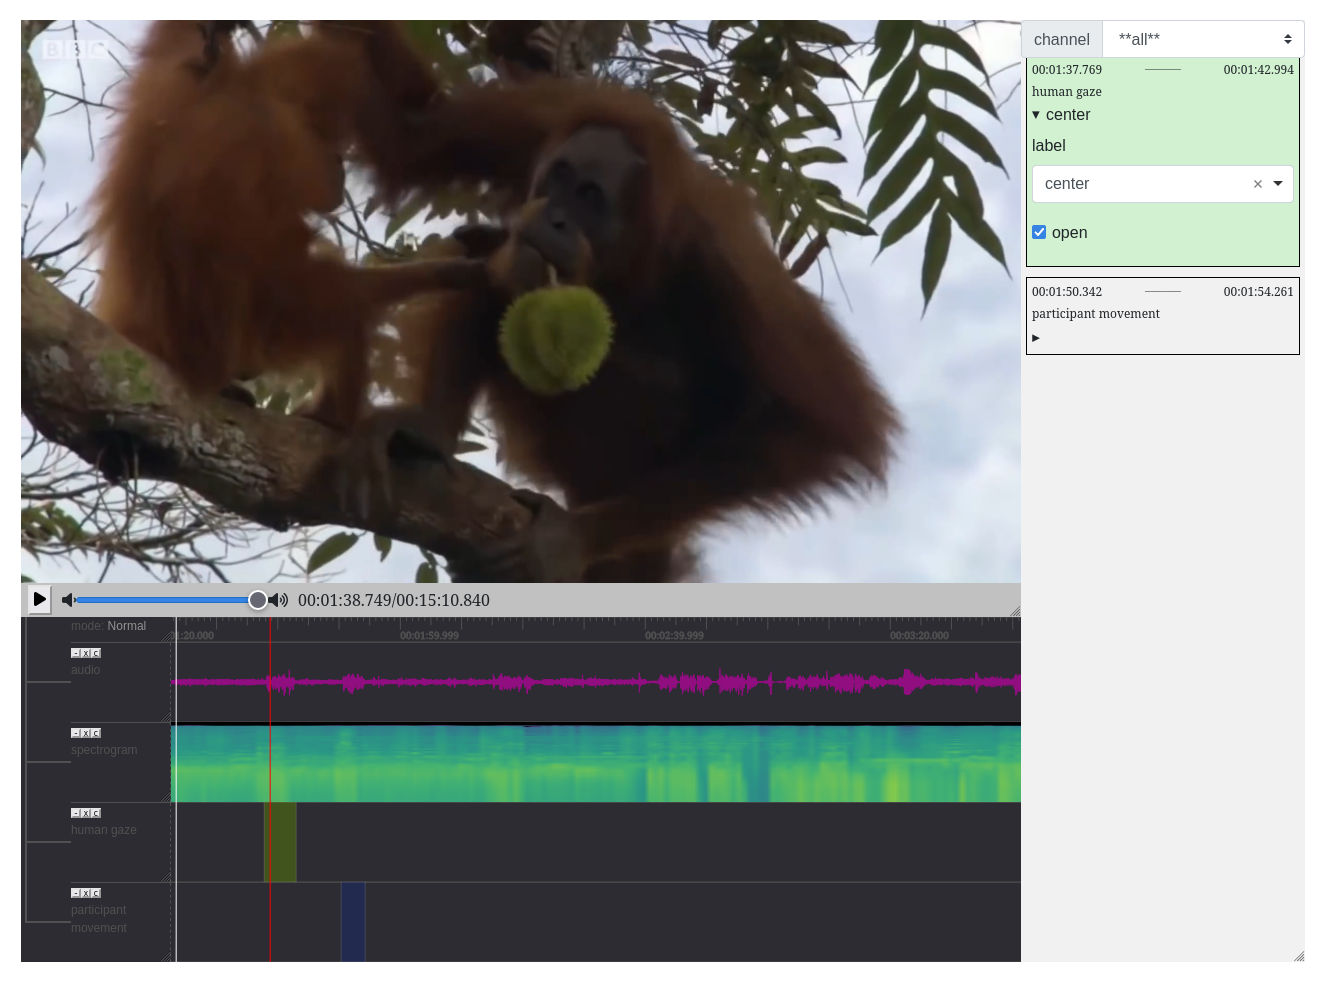 BBC
channel **all**
00:01:37.769 00:01:42.994
human gaze
▾ center
label
center ×
open
00:01:50.342 00:01:54.261
participant movement
▸
00:01:38.749/00:15:10.840
mode: Normal
1:20.000 00:01:59.999 00:02:39.999 00:03:20.000
- x c
audio
- x c
spectrogram
- x c
human gaze
- x c
participant
movement